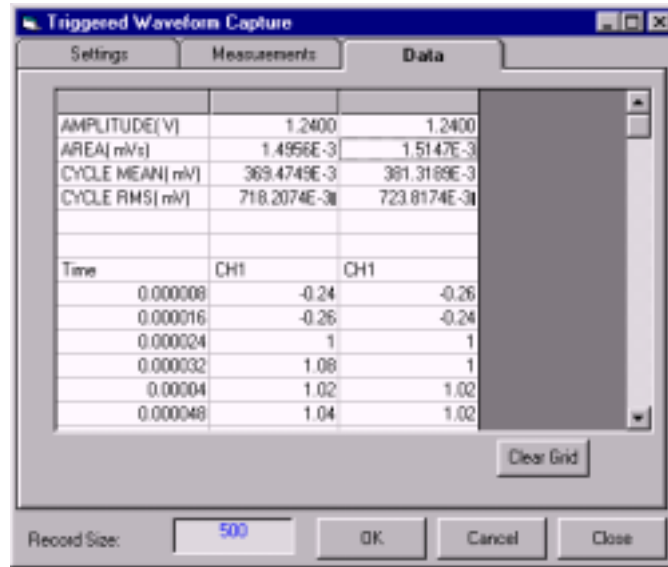 Triggered Waveform Capture
Settings Measurements Data
AMPLITUDE( V) 1.2400 1.2400
AREA( mVs) 1.4956E-3 1.5147E-3
CYCLE MEAN( mV) 369.4749E-3 381.3189E-3
CYCLE RMS( mV) 718.2074E-3 723.8174E-3
Time CH1 CH1
0.000008 -0.24 -0.26
0.000016 -0.26 -0.24
0.000024 1 1
0.000032 1.08 1
0.00004 1.02 1.02
0.000048 1.04 1.02
Clear Grid
Record Size: 500 OK Cancel Close